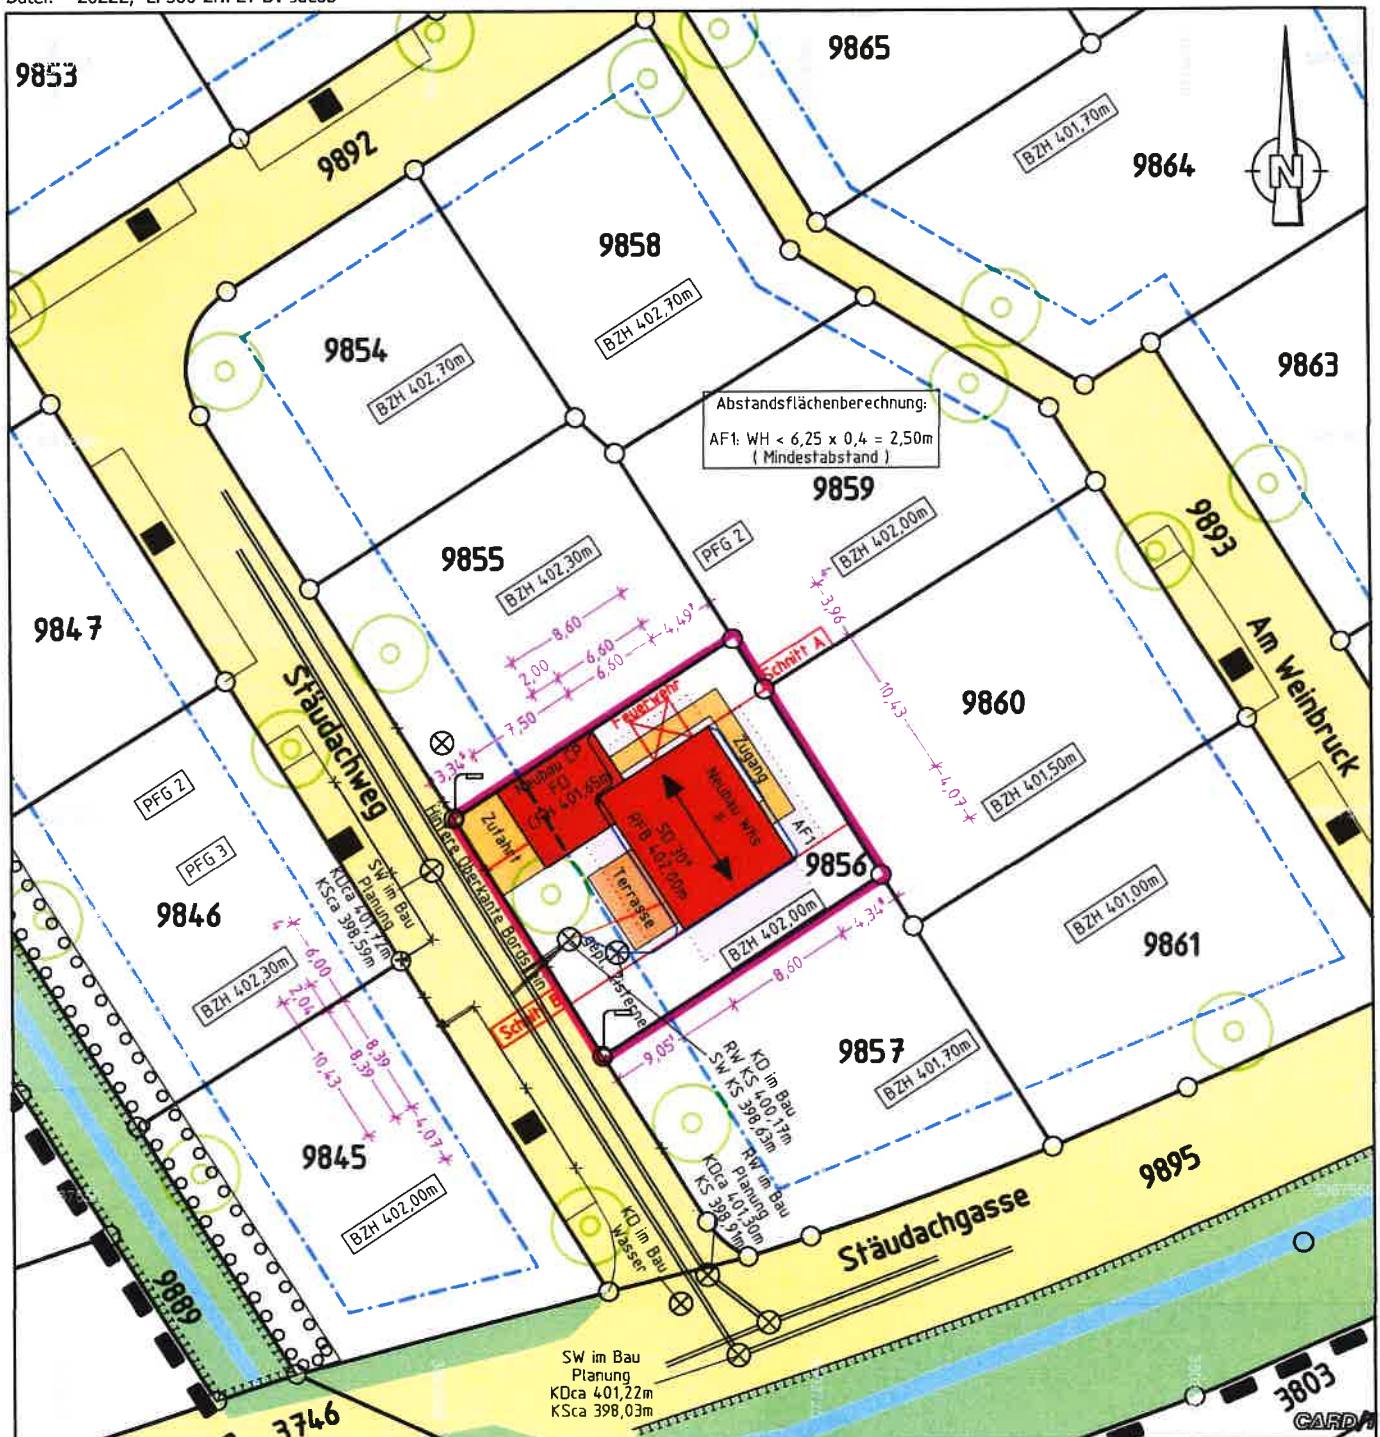 9853
9865
9892
BZH 401,70m
9864
N
9858
BZH 402,70m
9854
BZH 402,70m
9863
Abstandsflächenberechnung:
AF1: WH < 6,25 x 0,4 = 2,50m
( Mindestabstand )
9859
PFG 2
BZH 402,00m
9893
9855
BZH 402,30m
9847
8,60
2,00
6,60
6,60
4,49⁵
7,50
3,34⁵
3,96
10,43
4,07
Am Weinbruck
Stäudachweg
Schnitt A
Feuerwehr
9860
BZH 401,50m
Zugang
Neubau
FD
401,65m
Neubau WHS
SD 30°
RFB 402,00m
Zufahrt
Terrasse
AF1
9856
BZH 402,00m
Hintere Oberkante Bordstein
PFG 2
PFG 3
9846
BZH 402,30m
SW im Bau
Planung
KDca 401,72m
KSca 398,59m
6,00
2,04
8,39
8,39
10,43
4,07
Schnitt
gepl. Zisterne
4,34
8,60
9,05
BZH 401,00m
9861
9857
BZH 401,70m
KD im Bau
RW KS 400,17m
SW KS 398,63m
RW im Bau
Planung
KDca 401,30m
KS 398,91m
9845
BZH 402,00m
KD im Bau
Wasser
9895
Stäudachgasse
9889
SW im Bau
Planung
KDca 401,22m
KSca 398,03m
3746
3803
CARD/1